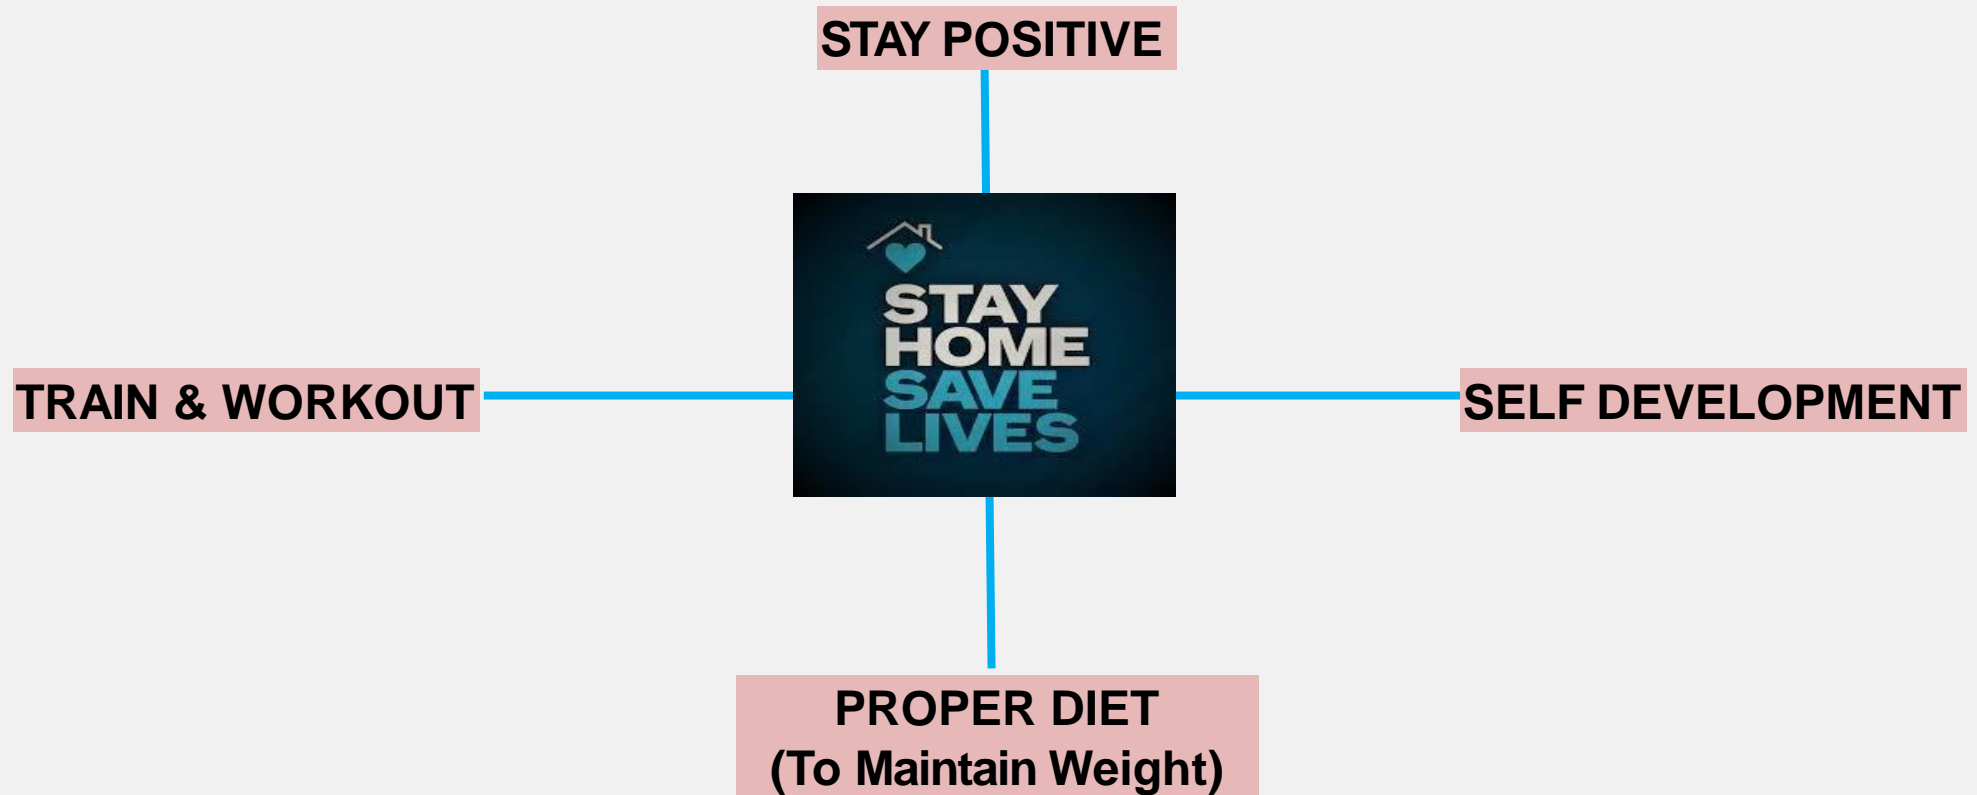 STAY POSITIVE
STAY
HOME
SAVE
LIVES
TRAIN & WORKOUT
SELF DEVELOPMENT
PROPER DIET
(To Maintain Weight)